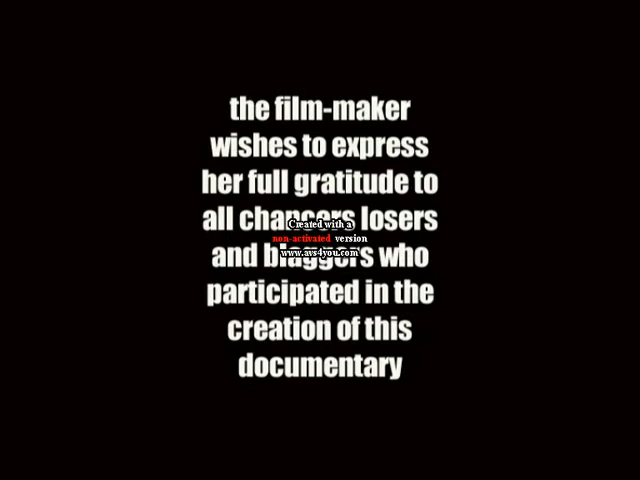 the film-maker
wishes to express
her full gratitude to
all chancers losers
Created with a
non-activated version
and blaggers who
www.avs4you.com
participated in the
creation of this
documentary